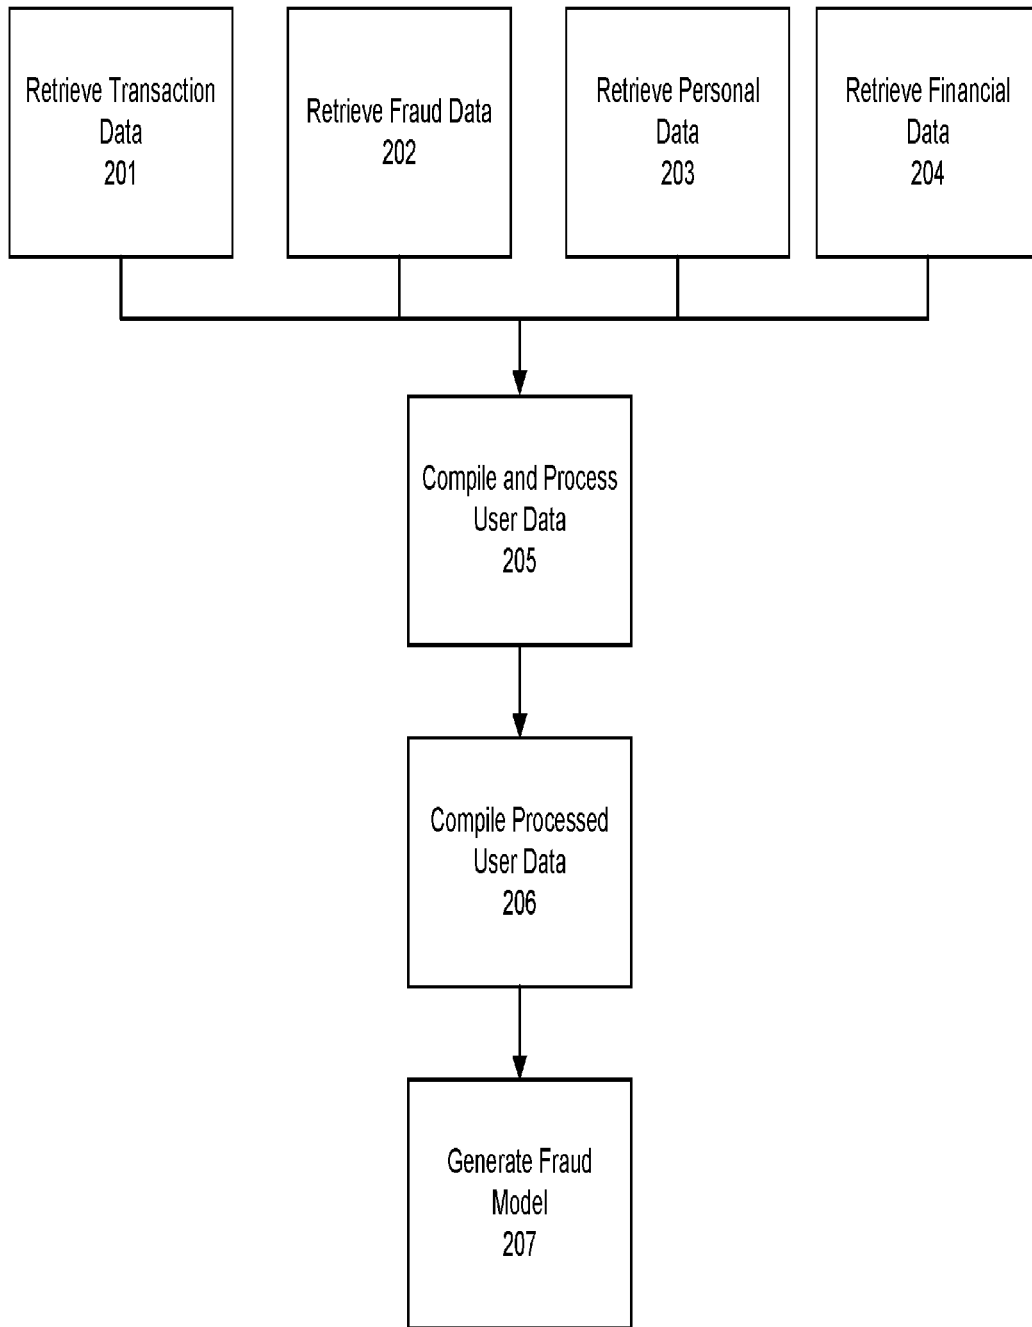 Retrieve Transaction
Data
201
Retrieve Fraud Data
202
Retrieve Personal
Data
203
Retrieve Financial
Data
204
Compile and Process
User Data
205
Compile Processed
User Data
206
Generate Fraud
Model
207